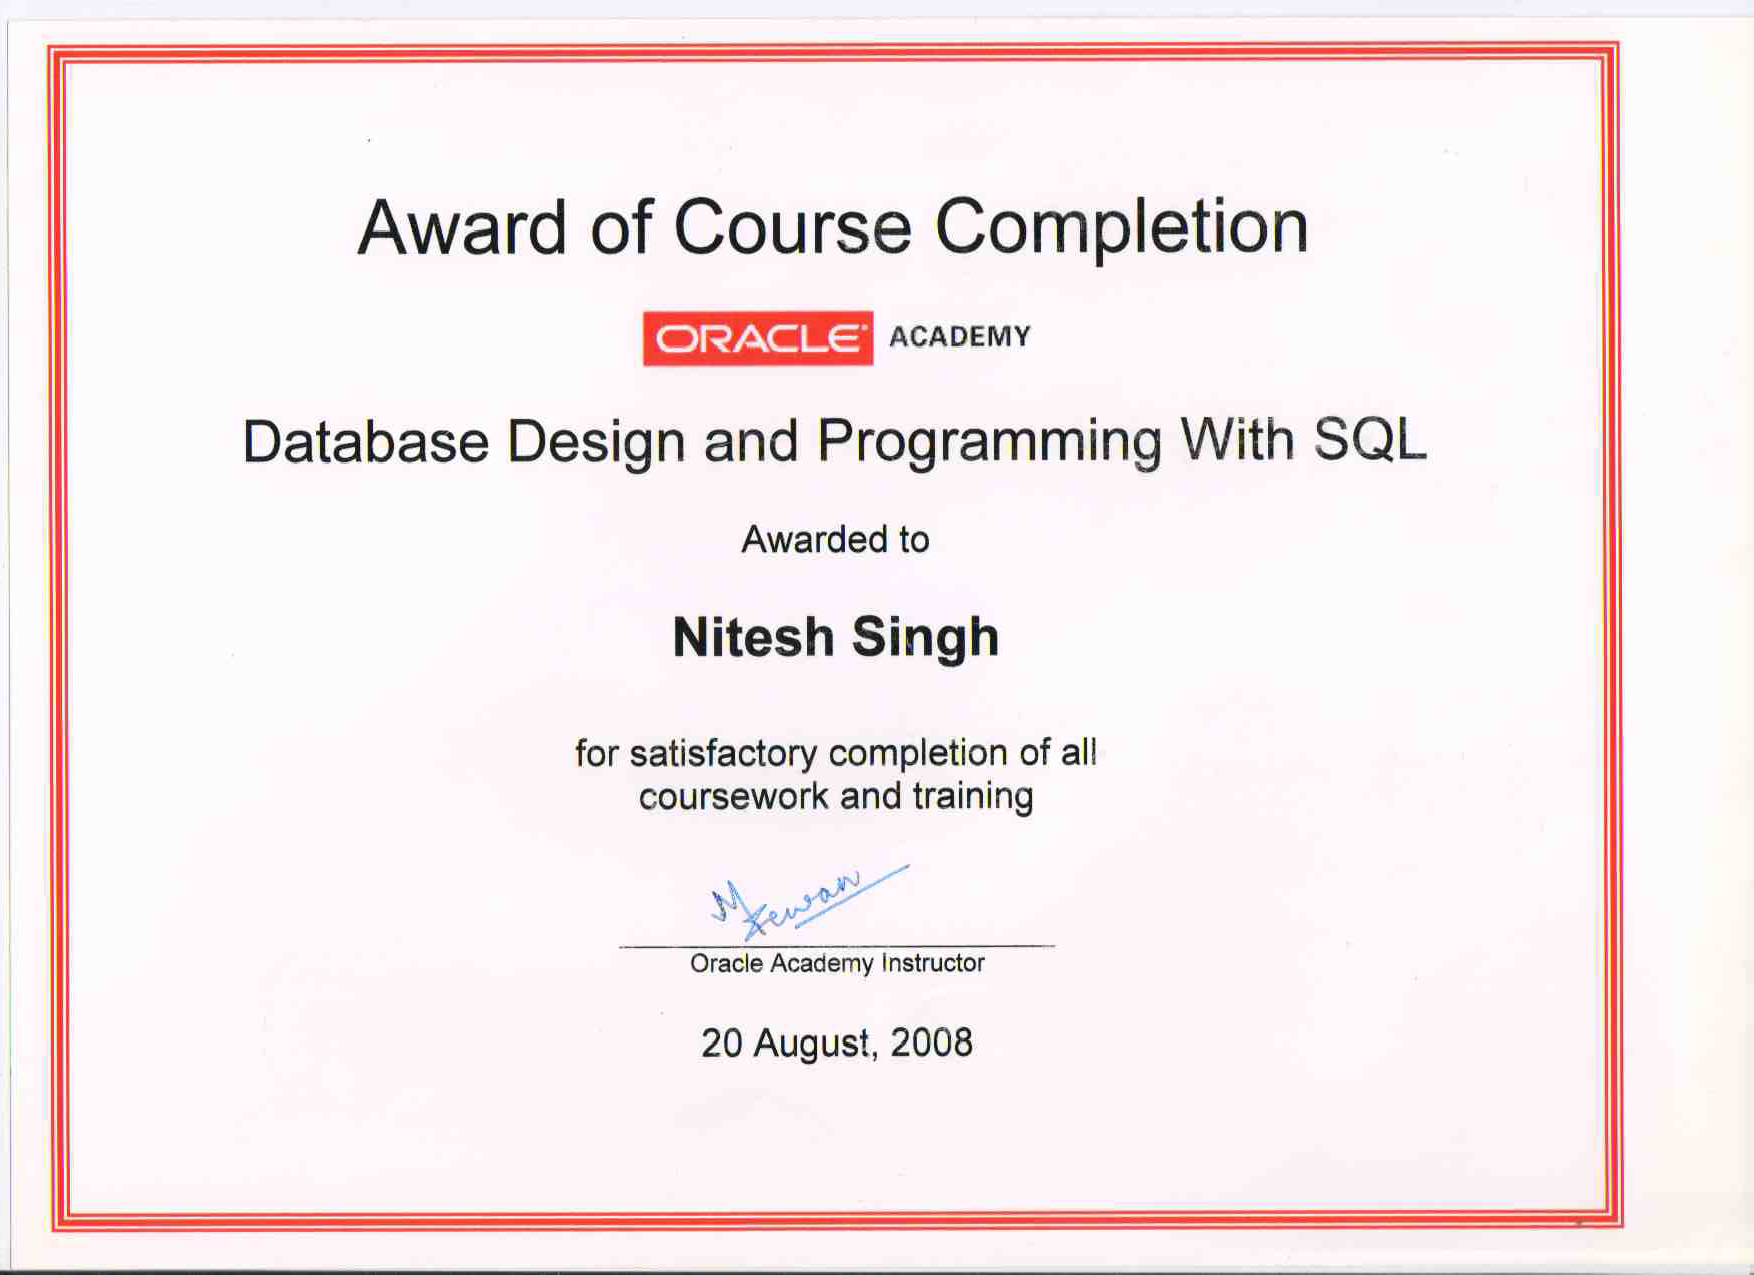 Award of Course Completion
ORACLE® ACADEMY
Database Design and Programming With SQL
Awarded to
Nitesh Singh
for satisfactory completion of all
coursework and training
Oracle Academy Instructor
20 August, 2008